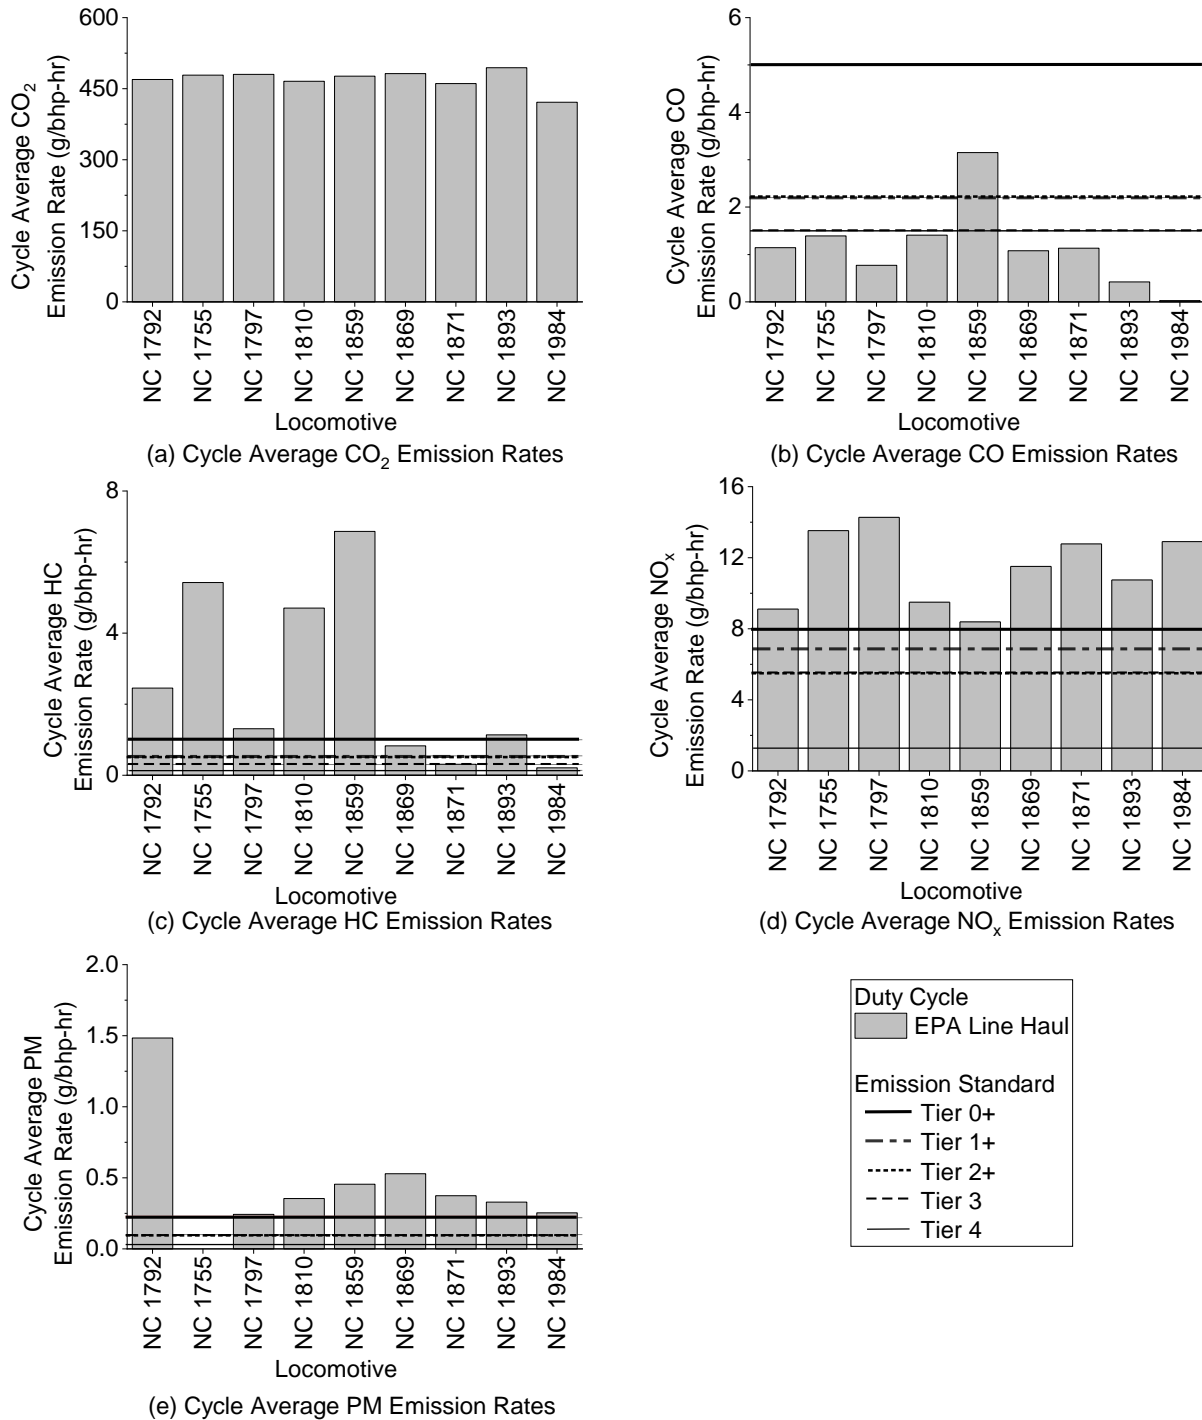 600
450
300
150
0
Cycle Average CO₂
Emission Rate (g/bhp-hr)
NC 1792
NC 1755
NC 1797
NC 1810
NC 1859
NC 1869
NC 1871
NC 1893
NC 1984
Locomotive
(a) Cycle Average CO₂ Emission Rates
6
4
2
0
Cycle Average CO
Emission Rate (g/bhp-hr)
NC 1792
NC 1755
NC 1797
NC 1810
NC 1859
NC 1869
NC 1871
NC 1893
NC 1984
Locomotive
(b) Cycle Average CO Emission Rates
8
4
0
Cycle Average HC
Emission Rate (g/bhp-hr)
NC 1792
NC 1755
NC 1797
NC 1810
NC 1859
NC 1869
NC 1871
NC 1893
NC 1984
Locomotive
(c) Cycle Average HC Emission Rates
16
12
8
4
0
Cycle Average NOₓ
Emission Rate (g/bhp-hr)
NC 1792
NC 1755
NC 1797
NC 1810
NC 1859
NC 1869
NC 1871
NC 1893
NC 1984
Locomotive
(d) Cycle Average NOₓ Emission Rates
2.0
1.5
1.0
0.5
0.0
Cycle Average PM
Emission Rate (g/bhp-hr)
NC 1792
NC 1755
NC 1797
NC 1810
NC 1859
NC 1869
NC 1871
NC 1893
NC 1984
Locomotive
(e) Cycle Average PM Emission Rates
Duty Cycle
EPA Line Haul
Emission Standard
Tier 0+
Tier 1+
Tier 2+
Tier 3
Tier 4